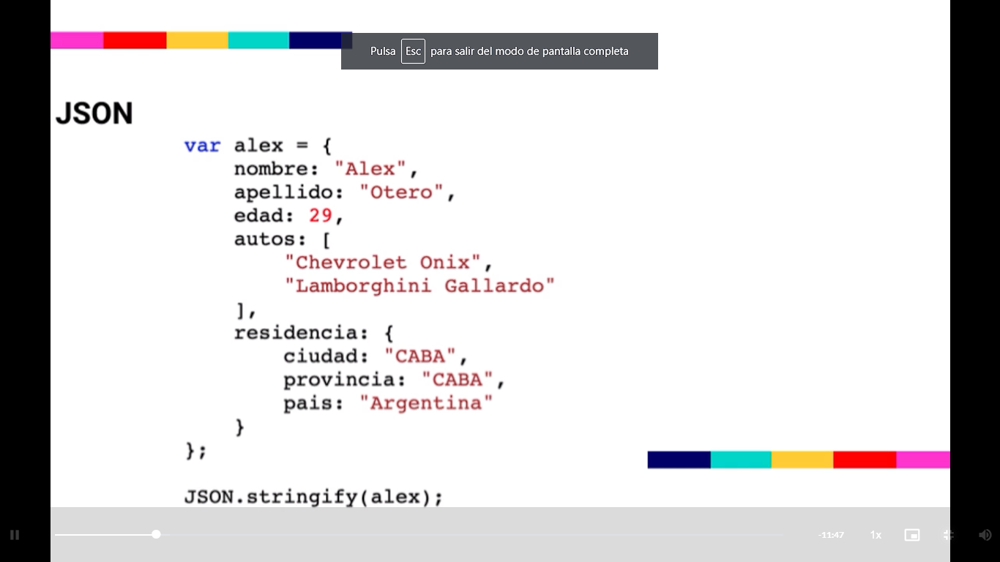 Pulsa Esc para salir del modo de pantalla completa
JSON
var alex = {
nombre: "Alex",
apellido: "Otero",
edad: 29,
autos: [
"Chevrolet Onix",
"Lamborghini Gallardo"
],
residencia: {
ciudad: "CABA",
provincia: "CABA",
pais: "Argentina"
}
};
JSON.stringify(alex);
-11:47
1x